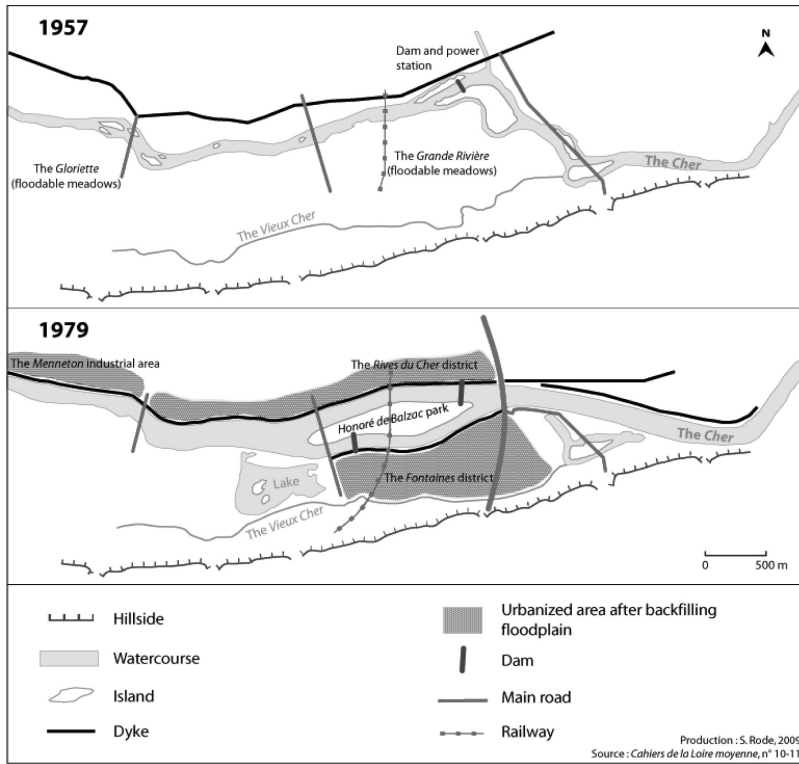 1957
N
Dam and power
station
The Gloriette
(floodable meadows)
The Grande Rivière
(floodable meadows)
The Cher
The Vieux Cher
1979
The Menneton industrial area
The Rives du Cher district
Honoré de Balzac park
The Cher
The Fontaines district
Lake
The Vieux Cher
0 500 m
Hillside
Watercourse
Island
Dyke
Urbanized area after backfilling
floodplain
Dam
Main road
Railway
Production : S. Rode, 2009
Source : Cahiers de la Loire moyenne, n° 10-11